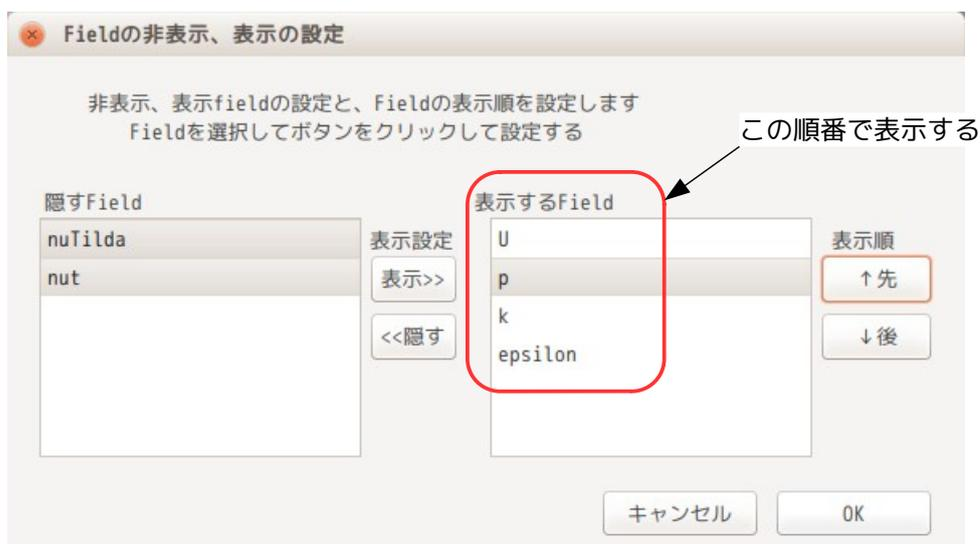 Fieldの非表示、表示の設定
非表示、表示fieldの設定と、Fieldの表示順を設定します
Fieldを選択してボタンをクリックして設定する
この順番で表示する
隠すField
nuTilda
nut
表示設定
表示>>
<<隠す
表示するField
U
p
k
epsilon
表示順
↑先
↓後
キャンセル
OK